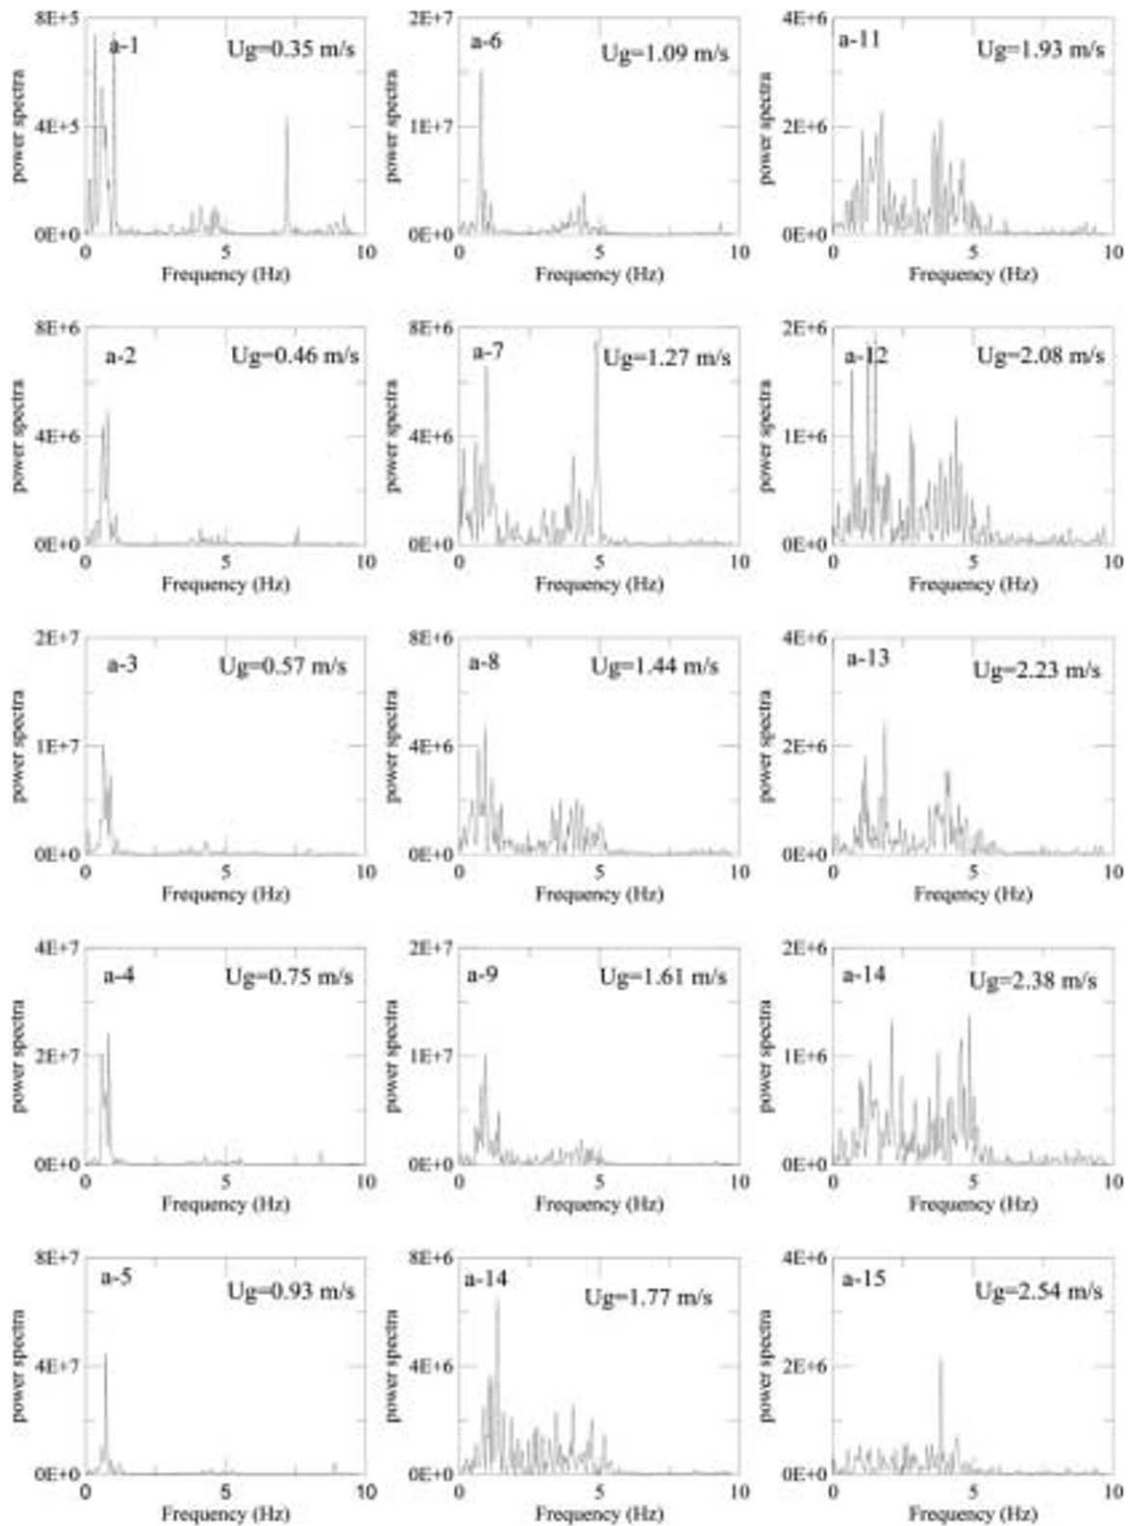 8E+5
a-1
Ug=0.35 m/s
4E+5
0E+0
power spectra
0 5 10
Frequency (Hz)
2E+7
a-6
Ug=1.09 m/s
1E+7
0E+0
power spectra
0 5 10
Frequency (Hz)
4E+6
a-11
Ug=1.93 m/s
2E+6
0E+0
power spectra
0 5 10
Frequency (Hz)
8E+6
a-2
Ug=0.46 m/s
4E+6
0E+0
power spectra
0 5 10
Frequency (Hz)
8E+6
a-7
Ug=1.27 m/s
4E+6
0E+0
power spectra
0 5 10
Frequency (Hz)
2E+6
a-12
Ug=2.08 m/s
1E+6
0E+0
power spectra
0 5 10
Frequency (Hz)
2E+7
a-3
Ug=0.57 m/s
1E+7
0E+0
power spectra
0 5 10
Frequency (Hz)
8E+6
a-8
Ug=1.44 m/s
4E+6
0E+0
power spectra
0 5 10
Frequency (Hz)
4E+6
a-13
Ug=2.23 m/s
2E+6
0E+0
power spectra
0 5 10
Freqency (Hz)
4E+7
a-4
Ug=0.75 m/s
2E+7
0E+0
power spectra
0 5 10
Frequency (Hz)
2E+7
a-9
Ug=1.61 m/s
1E+7
0E+0
power spectra
0 5 10
Frequency (Hz)
2E+6
a-14
Ug=2.38 m/s
1E+6
0E+0
power spectra
0 5 10
Frequency (Hz)
8E+7
a-5
Ug=0.93 m/s
4E+7
0E+0
power spectra
0 5 10
Frequency (Hz)
8E+6
a-14
Ug=1.77 m/s
4E+6
0E+0
power spectra
0 5 10
Frequency (Hz)
4E+6
a-15
Ug=2.54 m/s
2E+6
0E+0
power spectra
0 5 10
Frequency (Hz)